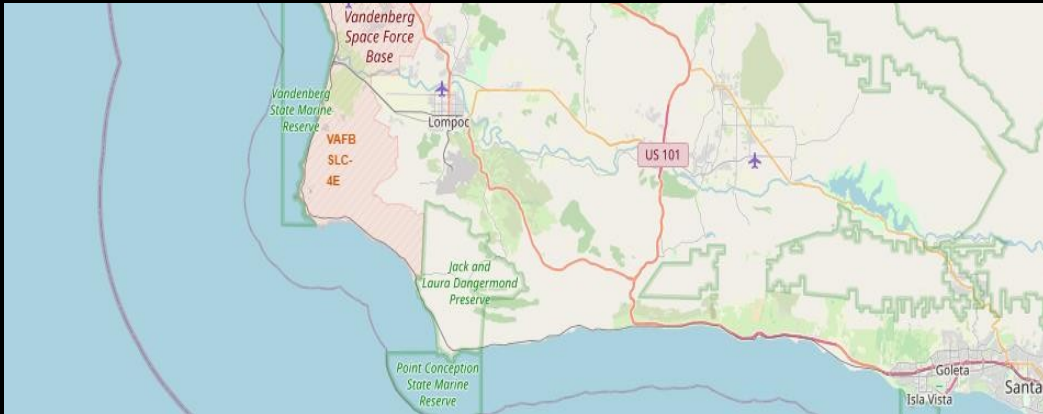 Vandenberg
Space Force
Base
Vandenberg
State Marine
Reserve
Lompoc
VAFB
SLC-
4E
US 101
Jack and
Laura Dangermond
Preserve
Point Conception
State Marine
Reserve
Goleta
Isla Vista
Santa